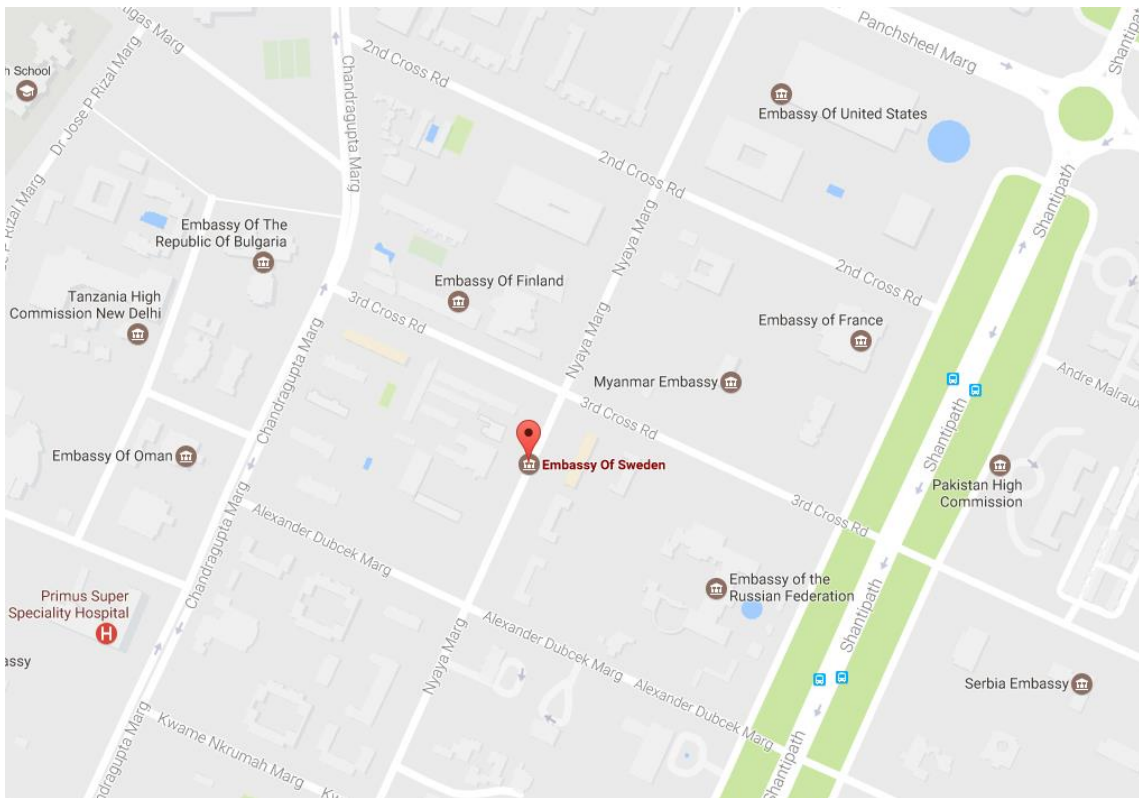 igas Marg
h School
Dr Jose P Rizal Marg
P Rizal Marg
Chandragupta Marg
2nd Cross Rd
Panchsheel Marg
Shantipath
Embassy Of United States
2nd Cross Rd
Nyaya Marg
Shantipath
Embassy Of The
Republic Of Bulgaria
Embassy Of Finland
2nd Cross Rd
Tanzania High
Commission New Delhi
3rd Cross Rd
Chandragupta Marg
Nyaya Marg
Embassy of France
Myanmar Embassy
Andre Malraux
3rd Cross Rd
Shantipath
Embassy Of Oman
Embassy Of Sweden
Pakistan High
Commission
Chandragupta Marg
Alexander Dubcek Marg
3rd Cross Rd
Primus Super
Speciality Hospital
H
Embassy of the
Russian Federation
Shantipath
assy
Nyaya Marg
Alexander Dubcek Marg
Alexander Dubcek Marg
Serbia Embassy
Chandragupta Marg
Kwame Nkrumah Marg
Kw
Shantipath